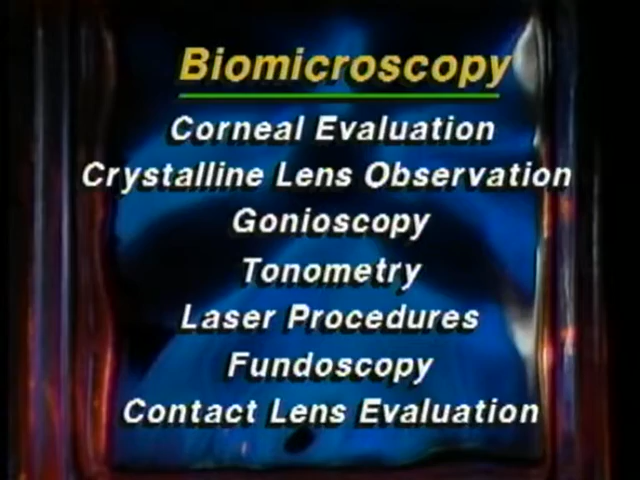 Biomicroscopy
Corneal Evaluation
Crystalline Lens Observation
Gonioscopy
Tonometry
Laser Procedures
Fundoscopy
Contact Lens Evaluation